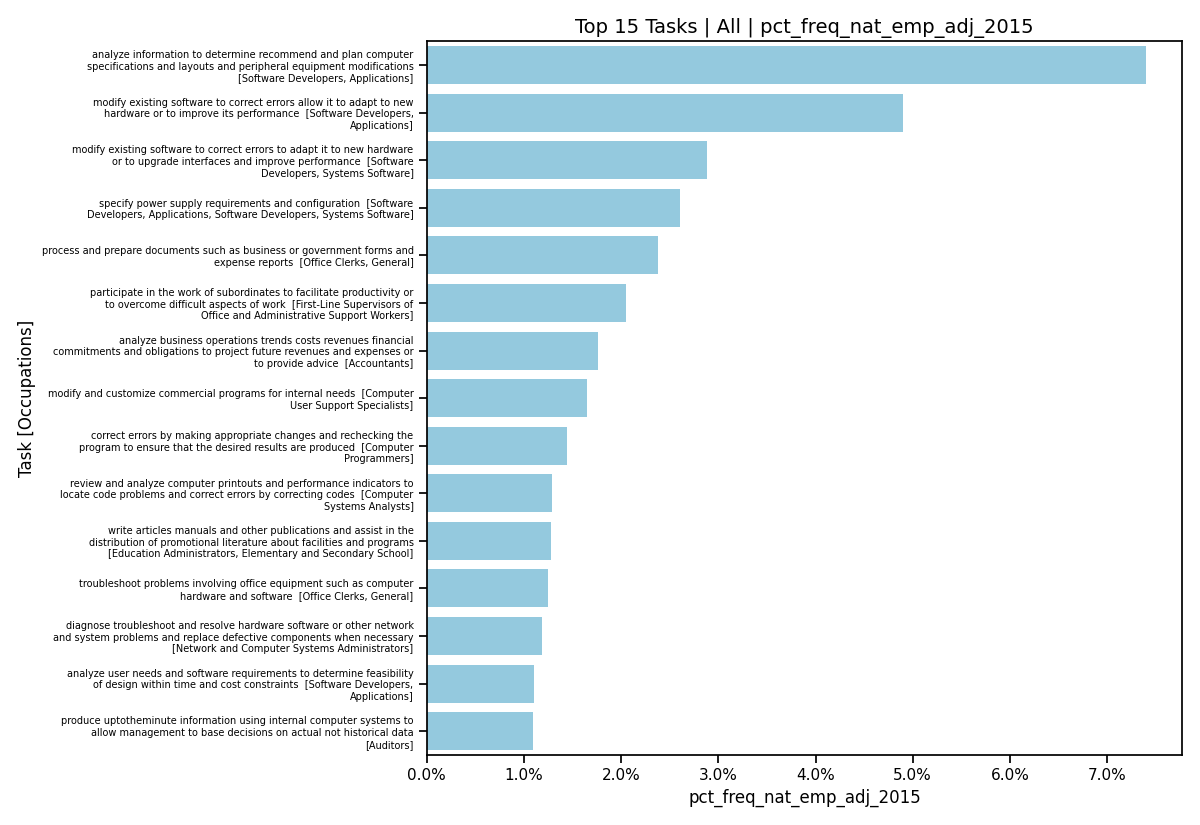 Top 15 Tasks | All | pct_freq_nat_emp_adj_2015
analyze information to determine recommend and plan computer
specifications and layouts and peripheral equipment modifications
[Software Developers, Applications]
modify existing software to correct errors allow it to adapt to new
hardware or to improve its performance  [Software Developers,
Applications]
modify existing software to correct errors to adapt it to new hardware
or to upgrade interfaces and improve performance  [Software
Developers, Systems Software]
specify power supply requirements and configuration  [Software
Developers, Applications, Software Developers, Systems Software]
process and prepare documents such as business or government forms and
expense reports  [Office Clerks, General]
participate in the work of subordinates to facilitate productivity or
to overcome difficult aspects of work  [First-Line Supervisors of
Office and Administrative Support Workers]
analyze business operations trends costs revenues financial
commitments and obligations to project future revenues and expenses or
to provide advice  [Accountants]
modify and customize commercial programs for internal needs  [Computer
User Support Specialists]
correct errors by making appropriate changes and rechecking the
program to ensure that the desired results are produced  [Computer
Programmers]
review and analyze computer printouts and performance indicators to
locate code problems and correct errors by correcting codes  [Computer
Systems Analysts]
write articles manuals and other publications and assist in the
distribution of promotional literature about facilities and programs
[Education Administrators, Elementary and Secondary School]
troubleshoot problems involving office equipment such as computer
hardware and software  [Office Clerks, General]
diagnose troubleshoot and resolve hardware software or other network
and system problems and replace defective components when necessary
[Network and Computer Systems Administrators]
analyze user needs and software requirements to determine feasibility
of design within time and cost constraints  [Software Developers,
Applications]
produce uptotheminute information using internal computer systems to
allow management to base decisions on actual not historical data
[Auditors]
Task [Occupations]
0.0% 1.0% 2.0% 3.0% 4.0% 5.0% 6.0% 7.0%
pct_freq_nat_emp_adj_2015